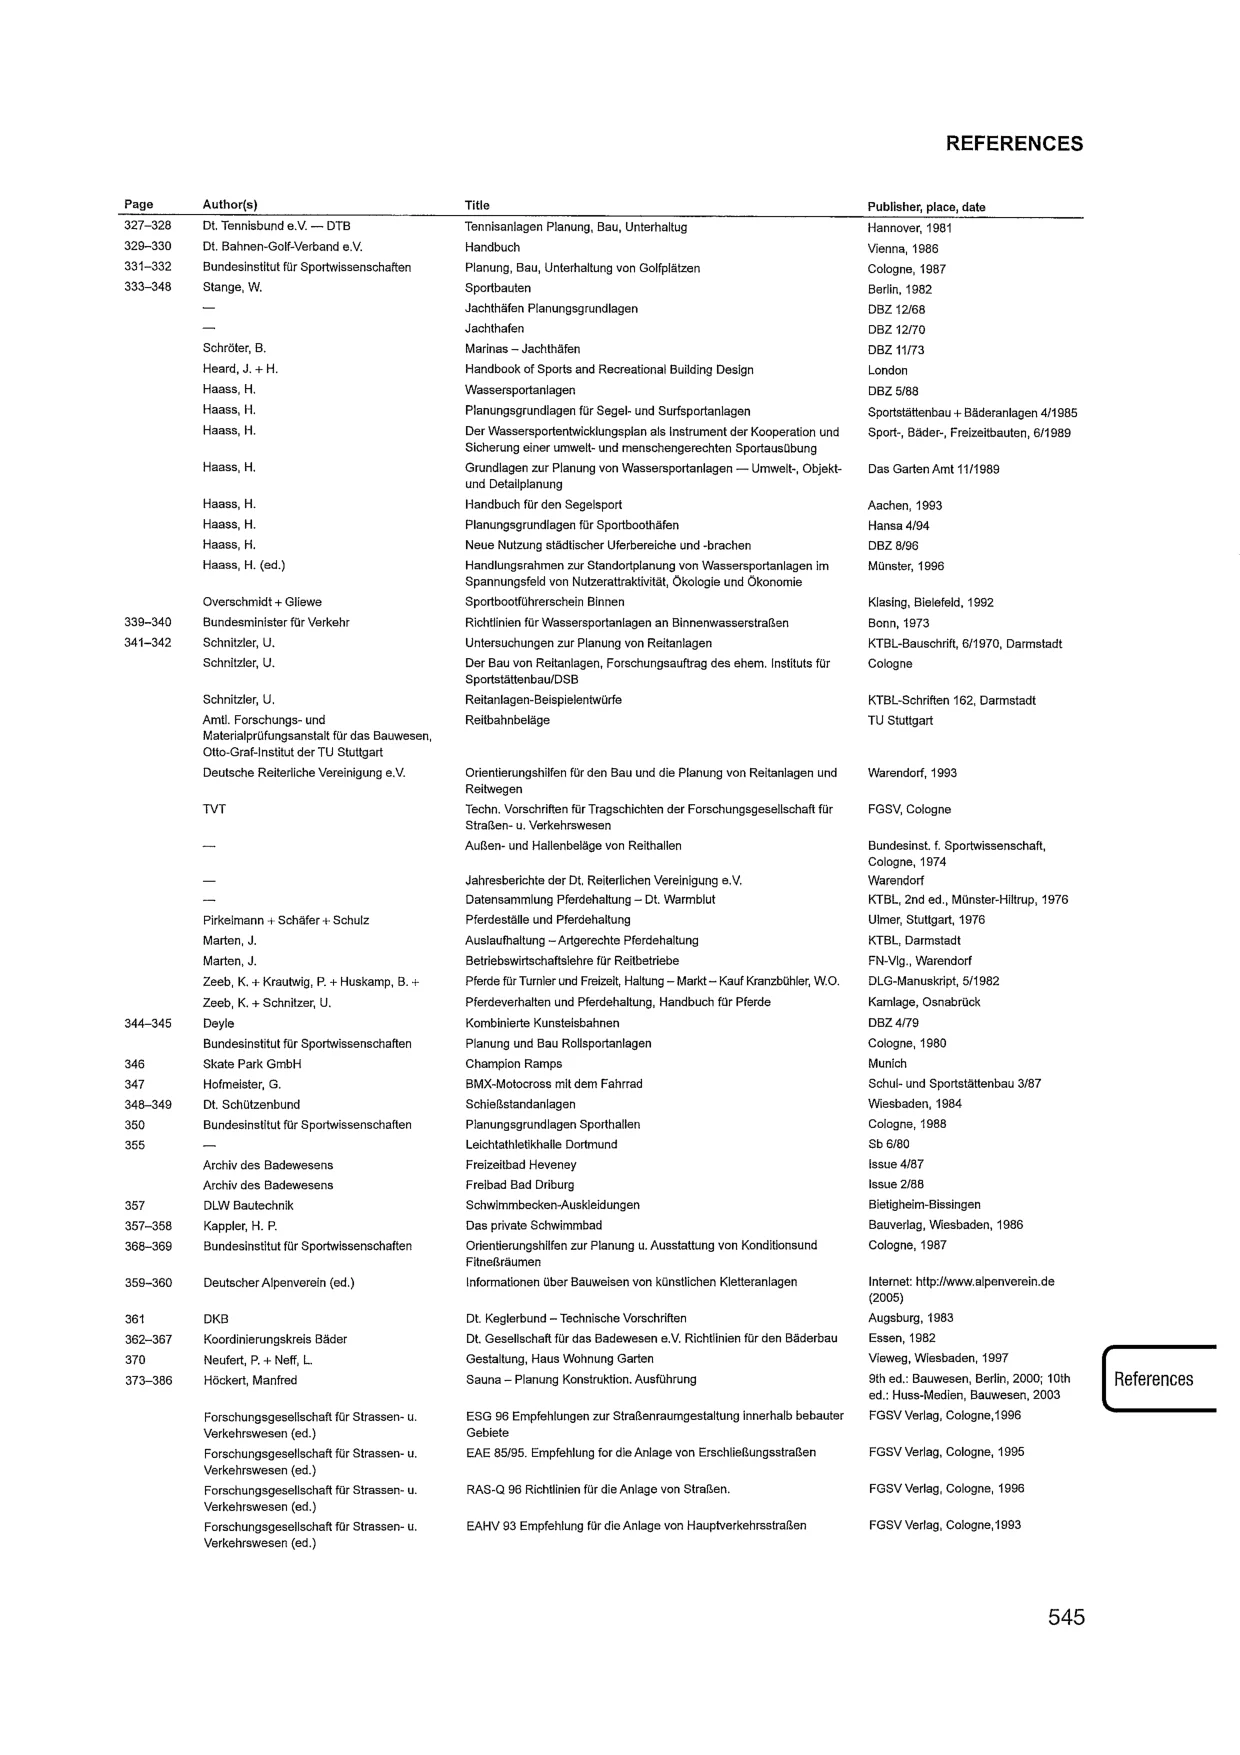 REFERENCES
Page Author(s) Title Publisher, place, date
327–328 Dt. Tennisbund e.V. — DTB Tennisanlagen Planung, Bau, Unterhaltug Hannover, 1981
329–330 Dt. Bahnen-Golf-Verband e.V. Handbuch Vienna, 1986
331–332 Bundesinstitut für Sportwissenschaften Planung, Bau, Unterhaltung von Golfplätzen Cologne, 1987
333–348 Stange, W. Sportbauten Berlin, 1982
— Jachthäfen Planungsgrundlagen DBZ 12/68
— Jachthafen DBZ 12/70
Schröter, B. Marinas – Jachthäfen DBZ 11/73
Heard, J. + H. Handbook of Sports and Recreational Building Design London
Haass, H. Wassersportanlagen DBZ 5/88
Haass, H. Planungsgrundlagen für Segel- und Surfsportanlagen Sportstättenbau + Bäderanlagen 4/1985
Haass, H. Der Wassersportentwicklungsplan als Instrument der Kooperation und Sport-, Bäder-, Freizeitbauten, 6/1989
Sicherung einer umwelt- und menschengerechten Sportausübung
Haass, H. Grundlagen zur Planung von Wassersportanlagen — Umwelt-, Objekt- Das Garten Amt 11/1989
und Detailplanung
Haass, H. Handbuch für den Segelsport Aachen, 1993
Haass, H. Planungsgrundlagen für Sportboothäfen Hansa 4/94
Haass, H. Neue Nutzung städtischer Uferbereiche und -brachen DBZ 8/96
Haass, H. (ed.) Handlungsrahmen zur Standortplanung von Wassersportanlagen im Münster, 1996
Spannungsfeld von Nutzerattraktivität, Ökologie und Ökonomie
Overschmidt + Gliewe Sportbootführerschein Binnen Klasing, Bielefeld, 1992
339–340 Bundesminister für Verkehr Richtlinien für Wassersportanlagen an Binnenwasserstraßen Bonn, 1973
341–342 Schnitzler, U. Untersuchungen zur Planung von Reitanlagen KTBL-Bauschrift, 6/1970, Darmstadt
Schnitzler, U. Der Bau von Reitanlagen, Forschungsauftrag des ehem. Instituts für Cologne
Sportstättenbau/DSB
Schnitzler, U. Reitanlagen-Beispielentwürfe KTBL-Schriften 162, Darmstadt
Amtl. Forschungs- und Reitbahnbeläge TU Stuttgart
Materialprüfungsanstalt für das Bauwesen,
Otto-Graf-Institut der TU Stuttgart
Deutsche Reiterliche Vereinigung e.V. Orientierungshilfen für den Bau und die Planung von Reitanlagen und Warendorf, 1993
Reitwegen
TVT Techn. Vorschriften für Tragschichten der Forschungsgesellschaft für FGSV, Cologne
Straßen- u. Verkehrswesen
— Außen- und Hallenbeläge von Reithallen Bundesinst. f. Sportwissenschaft,
Cologne, 1974
— Jahresberichte der Dt. Reiterlichen Vereinigung e.V. Warendorf
— Datensammlung Pferdehaltung – Dt. Warmblut KTBL, 2nd ed., Münster-Hiltrup, 1976
Pirkelmann + Schäfer + Schulz Pferdeställe und Pferdehaltung Ulmer, Stuttgart, 1976
Marten, J. Auslaufhaltung – Artgerechte Pferdehaltung KTBL, Darmstadt
Marten, J. Betriebswirtschaftslehre für Reitbetriebe FN-Vlg., Warendorf
Zeeb, K. + Krautwig, P. + Huskamp, B. + Pferde für Turnier und Freizeit, Haltung – Markt – Kauf Kranzbühler, W.O. DLG-Manuskript, 5/1982
Zeeb, K. + Schnitzer, U. Pferdeverhalten und Pferdehaltung, Handbuch für Pferde Kamlage, Osnabrück
344–345 Deyle Kombinierte Kunsteisbahnen DBZ 4/79
Bundesinstitut für Sportwissenschaften Planung und Bau Rollsportanlagen Cologne, 1980
346 Skate Park GmbH Champion Ramps Munich
347 Hofmeister, G. BMX-Motocross mit dem Fahrrad Schul- und Sportstättenbau 3/87
348–349 Dt. Schützenbund Schießstandanlagen Wiesbaden, 1984
350 Bundesinstitut für Sportwissenschaften Planungsgrundlagen Sporthallen Cologne, 1988
355 — Leichtathletikhalle Dortmund Sb 6/80
Archiv des Badewesens Freizeitbad Heveney Issue 4/87
Archiv des Badewesens Freibad Bad Driburg Issue 2/88
357 DLW Bautechnik Schwimmbecken-Auskleidungen Bietigheim-Bissingen
357–358 Kappler, H. P. Das private Schwimmbad Bauverlag, Wiesbaden, 1986
368–369 Bundesinstitut für Sportwissenschaften Orientierungshilfen zur Planung u. Ausstattung von Konditionsund Cologne, 1987
Fitneßräumen
359–360 Deutscher Alpenverein (ed.) Informationen über Bauweisen von künstlichen Kletteranlagen Internet: http://www.alpenverein.de
(2005)
361 DKB Dt. Keglerbund – Technische Vorschriften Augsburg, 1983
362–367 Koordinierungskreis Bäder Dt. Gesellschaft für das Badewesen e.V. Richtlinien für den Bäderbau Essen, 1982
370 Neufert, P. + Neff, L. Gestaltung, Haus Wohnung Garten Vieweg, Wiesbaden, 1997
373–386 Höckert, Manfred Sauna – Planung Konstruktion. Ausführung 9th ed.: Bauwesen, Berlin, 2000; 10th
ed.: Huss-Medien, Bauwesen, 2003
References
Forschungsgesellschaft für Strassen- u. ESG 96 Empfehlungen zur Straßenraumgestaltung innerhalb bebauter FGSV Verlag, Cologne,1996
Verkehrswesen (ed.) Gebiete
Forschungsgesellschaft für Strassen- u. EAE 85/95. Empfehlung for die Anlage von Erschließungsstraßen FGSV Verlag, Cologne, 1995
Verkehrswesen (ed.)
Forschungsgesellschaft für Strassen- u. RAS-Q 96 Richtlinien für die Anlage von Straßen. FGSV Verlag, Cologne, 1996
Verkehrswesen (ed.)
Forschungsgesellschaft für Strassen- u. EAHV 93 Empfehlung für die Anlage von Hauptverkehrsstraßen FGSV Verlag, Cologne,1993
Verkehrswesen (ed.)
545